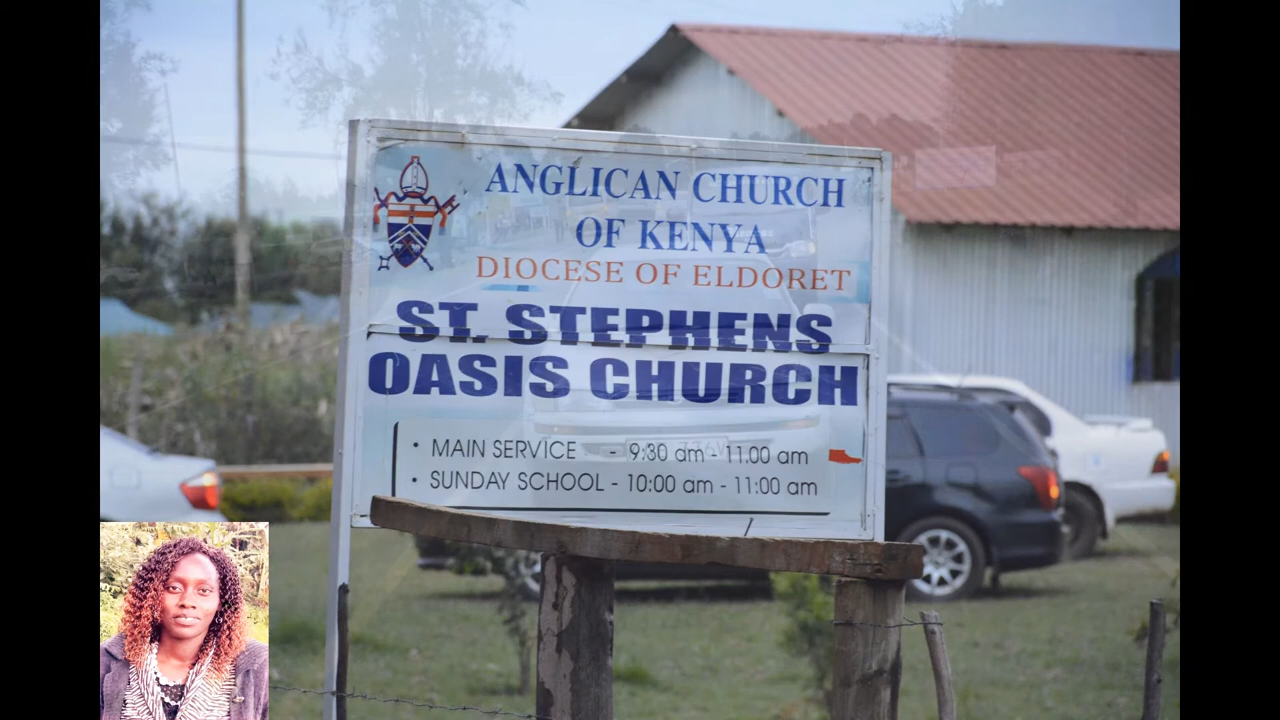 ANGLICAN CHURCH
OF KENYA
DIOCESE OF ELDORET
ST. STEPHENS
OASIS CHURCH
• MAIN SERVICE - 9:30 am - 11.00 am
• SUNDAY SCHOOL - 10:00 am - 11:00 am